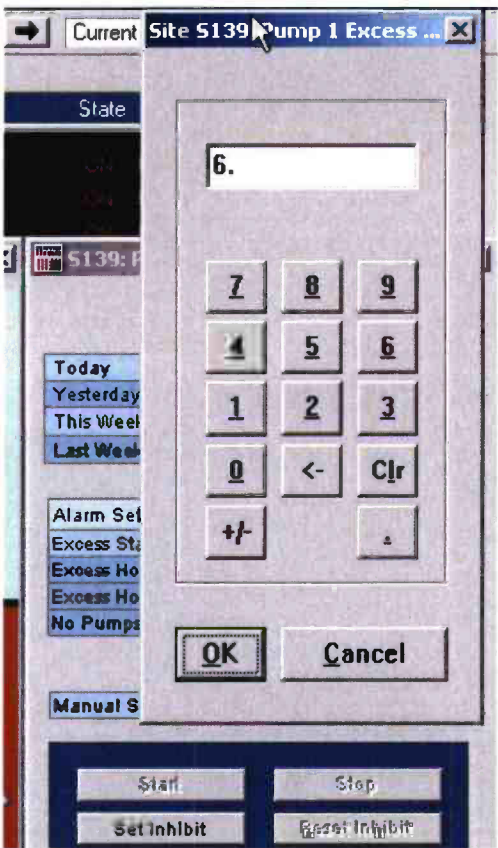 Current
Site S139 Pump 1 Excess ...
State
6.
S139: P
7 8 9
4 5 6
1 2 3
0 <- Clr
+/- .
Today
Yesterday
This Week
Last Week
Alarm Set
Excess Sta
Excess Ho
Excess Ho
No Pumps
OK Cancel
Manual S
Start Stop
Set Inhibit Reset Inhibit